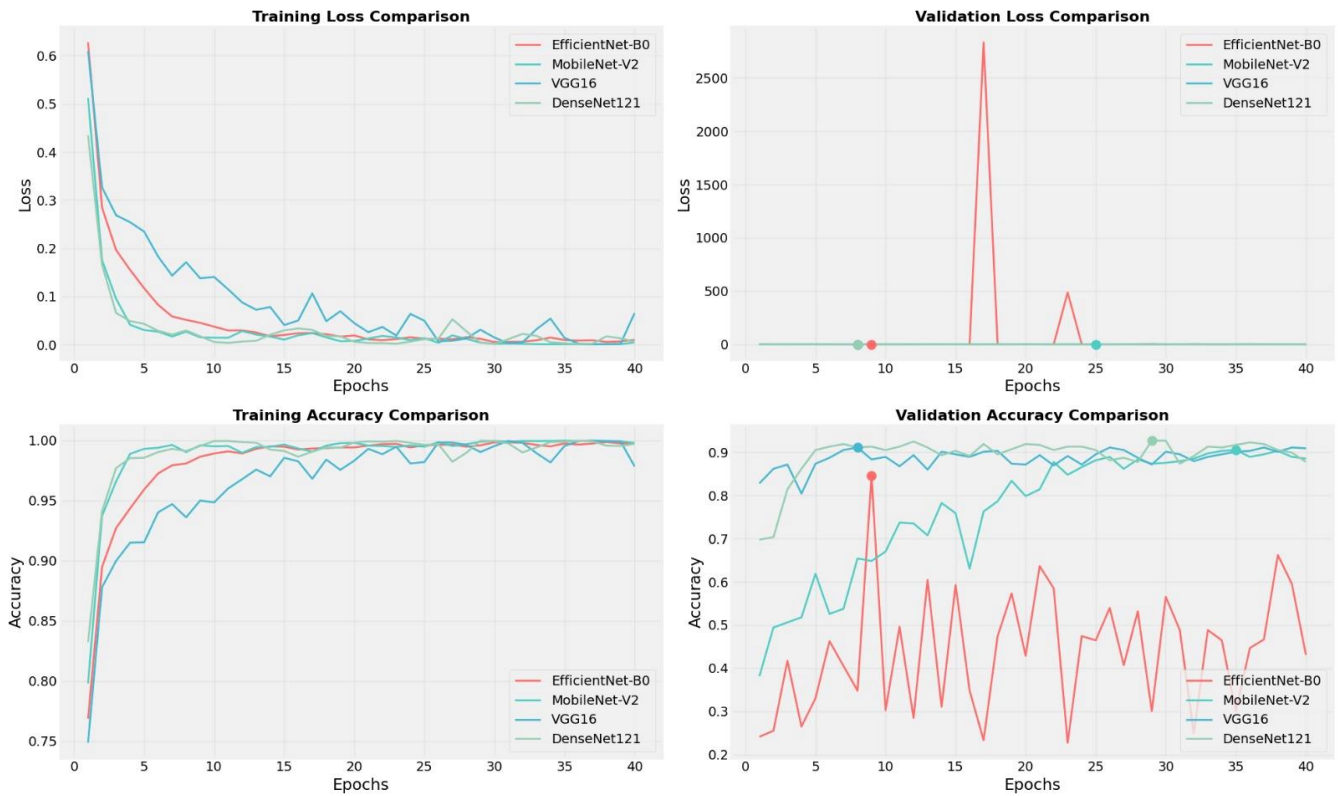 Training Loss Comparison
Loss
0.6
0.5
0.4
0.3
0.2
0.1
0.0
EfficientNet-B0
MobileNet-V2
VGG16
DenseNet121
0 5 10 15 20 25 30 35 40
Epochs
Validation Loss Comparison
Loss
2500
2000
1500
1000
500
0
EfficientNet-B0
MobileNet-V2
VGG16
DenseNet121
0 5 10 15 20 25 30 35 40
Epochs
Training Accuracy Comparison
Accuracy
1.00
0.95
0.90
0.85
0.80
0.75
EfficientNet-B0
MobileNet-V2
VGG16
DenseNet121
0 5 10 15 20 25 30 35 40
Epochs
Validation Accuracy Comparison
Accuracy
0.9
0.8
0.7
0.6
0.5
0.4
0.3
0.2
EfficientNet-B0
MobileNet-V2
VGG16
DenseNet121
0 5 10 15 20 25 30 35 40
Epochs